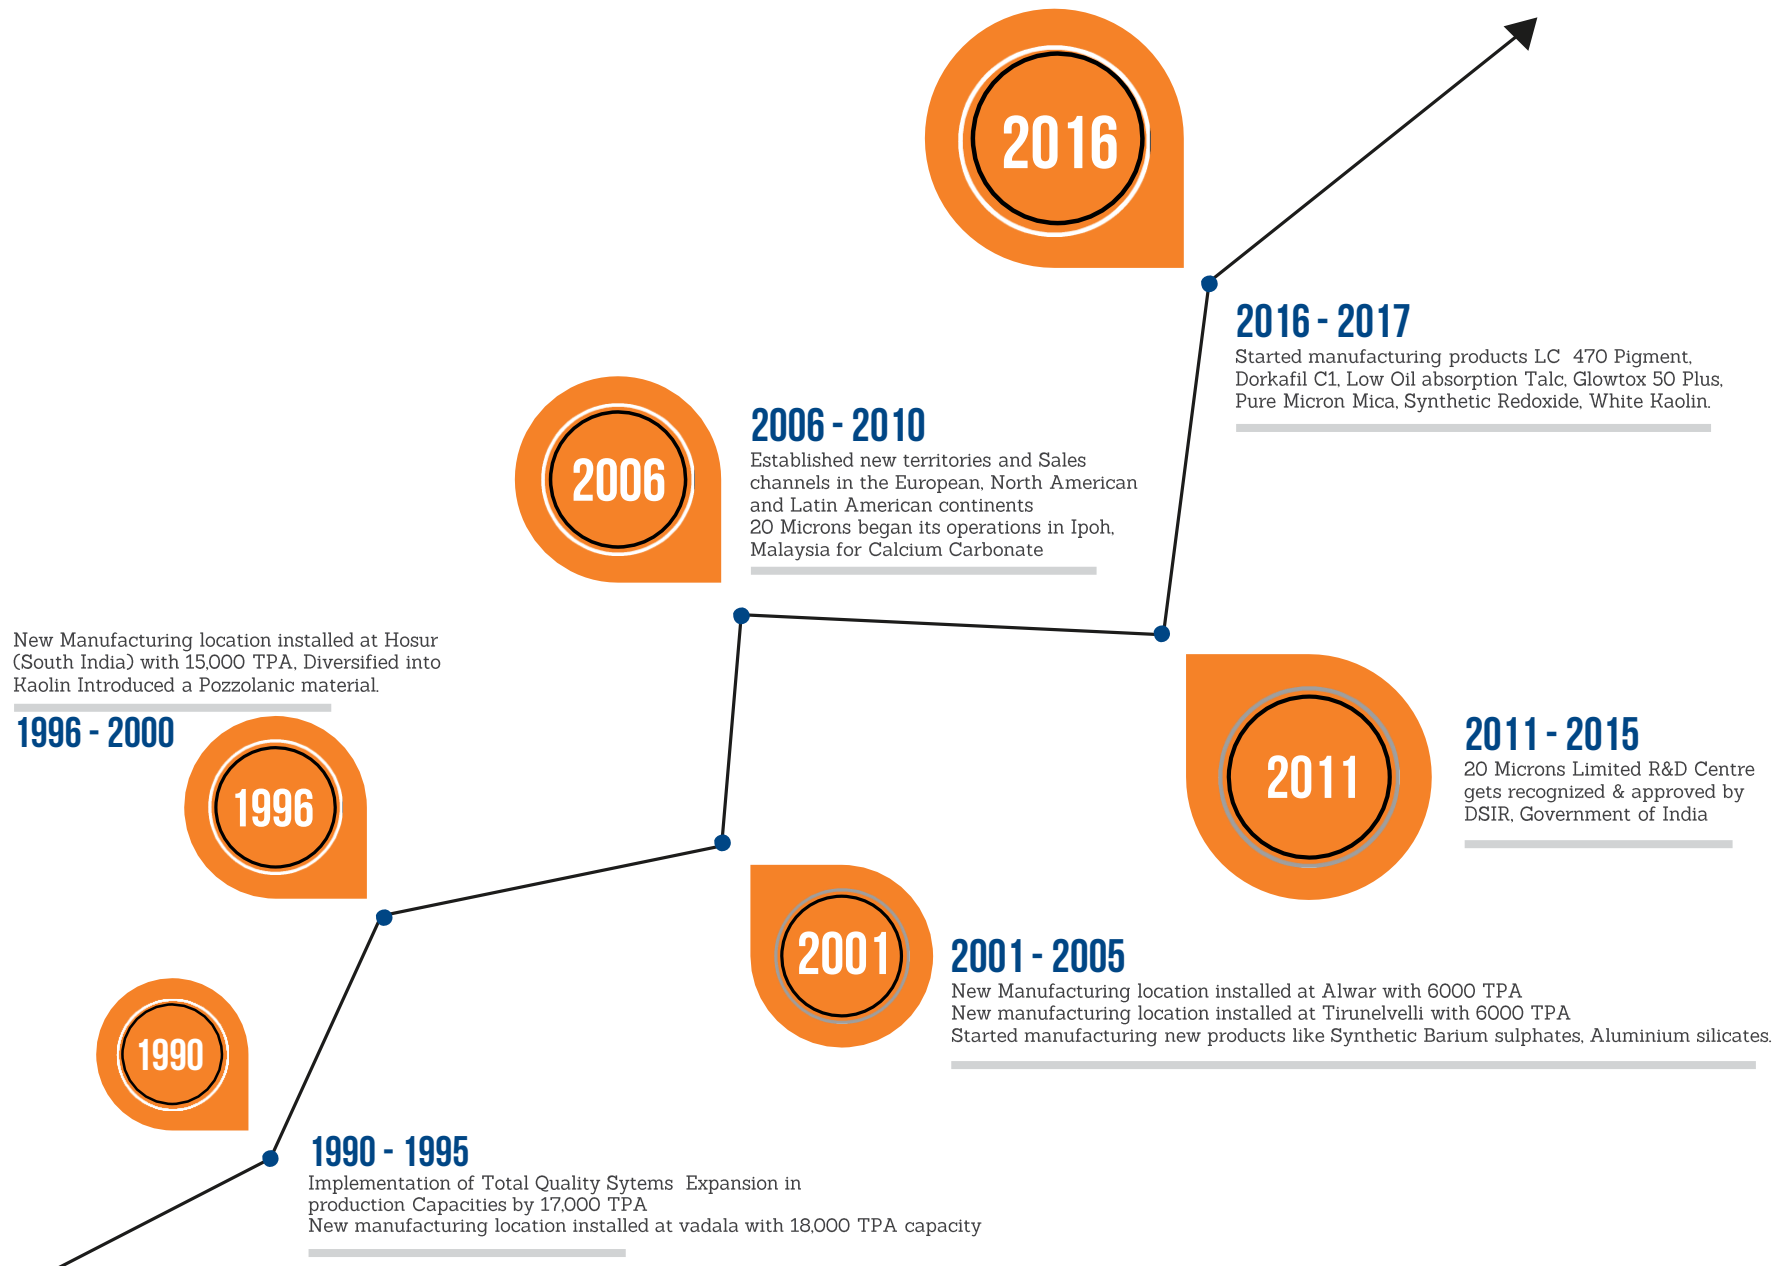 2016
2016 - 2017
Started manufacturing products LC 470 Pigment,
Dorkafil C1, Low Oil absorption Talc, Glowtox 50 Plus,
Pure Micron Mica, Synthetic Redoxide, White Kaolin.
2006
2006 - 2010
Established new territories and Sales
channels in the European, North American
and Latin American continents
20 Microns began its operations in Ipoh,
Malaysia for Calcium Carbonate
New Manufacturing location installed at Hosur
(South India) with 15,000 TPA, Diversified into
Kaolin Introduced a Pozzolanic material.
1996 - 2000
1996
2011
2011 - 2015
20 Microns Limited R&D Centre
gets recognized & approved by
DSIR, Government of India
2001
2001 - 2005
New Manufacturing location installed at Alwar with 6000 TPA
New manufacturing location installed at Tirunelvelli with 6000 TPA
Started manufacturing new products like Synthetic Barium sulphates, Aluminium silicates.
1990
1990 - 1995
Implementation of Total Quality Sytems Expansion in
production Capacities by 17,000 TPA
New manufacturing location installed at vadala with 18,000 TPA capacity